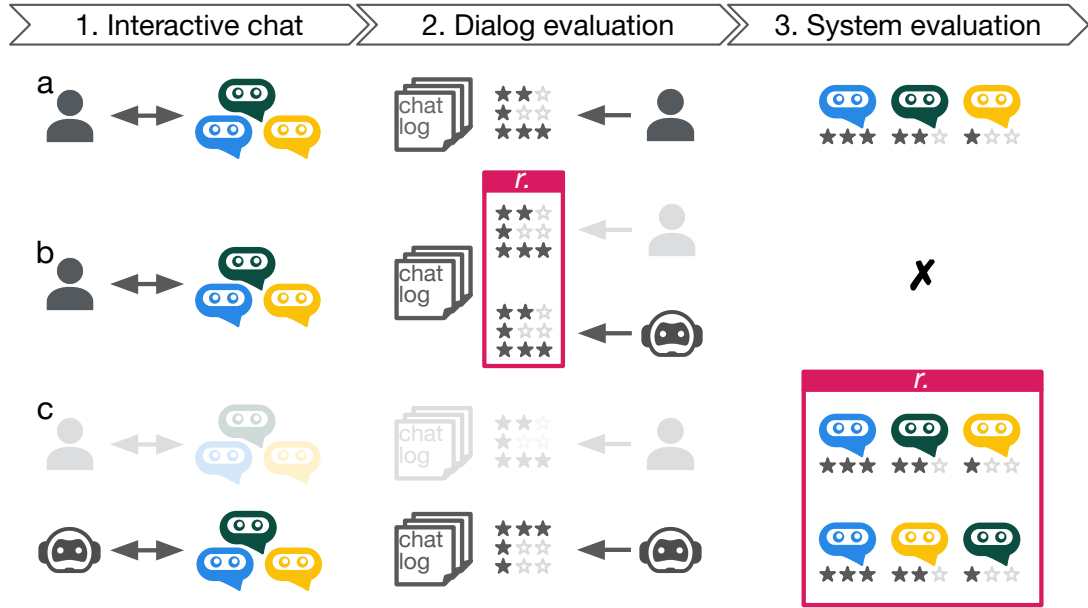 1. Interactive chat
2. Dialog evaluation
3. System evaluation
a
chat
log
r.
b
chat
log
✗
r.
c
chat
log
chat
log